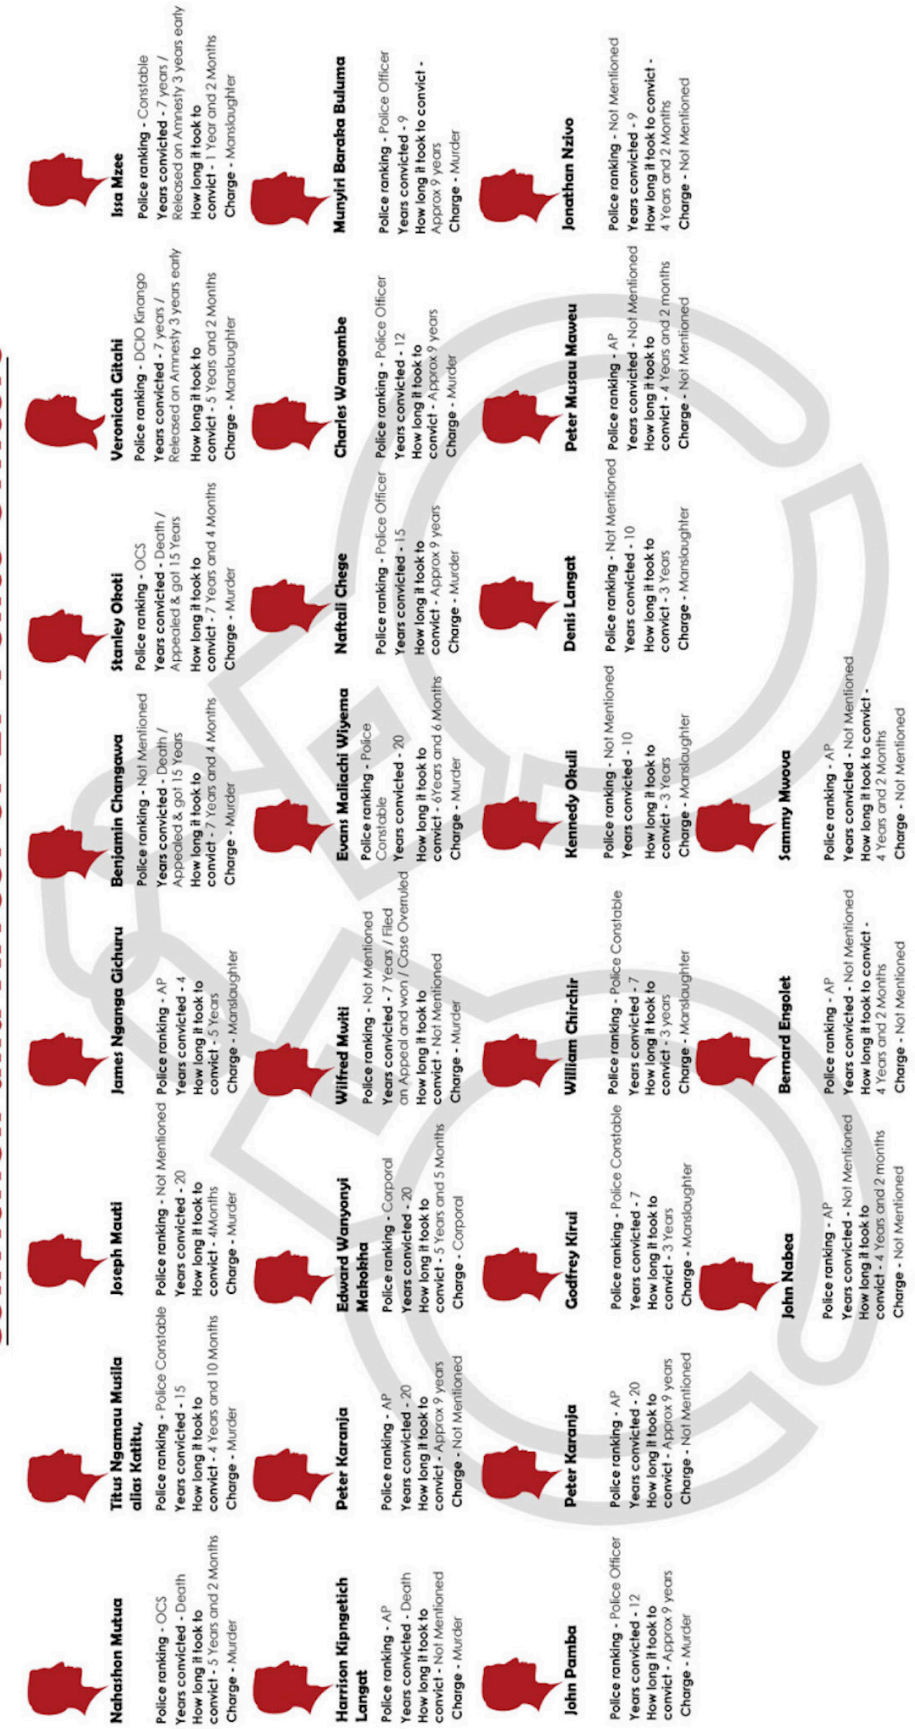 Nahashon Mutua
Police ranking - OCS
Years convicted - Death
How long it took to
convict - 5 Years and 2 Months
Charge - Murder
Titus Ngamau Musila
alias Katitu,
Police ranking - Police Constable
Years convicted - 15
How long it took to
convict - 4 Years and 10 Months
Charge - Murder
Joseph Mauti
Police ranking - Not Mentioned
Years convicted - 20
How long it took to
convict - 4Months
Charge - Murder
James Nganga Gichuru
Police ranking - AP
Years convicted - 4
How long it took to
convict - 5 Years
Charge - Manslaughter
Benjamin Changawa
Police ranking - Not Mentioned
Years convicted - Death /
Appealed & got 15 Years
How long it took to
convict - 7 Years and 4 Months
Charge - Murder
Stanley Okoti
Police ranking - OCS
Years convicted - Death /
Appealed & got 15 Years
How long it took to
convict - 7 Years and 4 Months
Charge - Murder
Veronicah Gitahi
Police ranking - DCIO Kinango
Years convicted - 7 years /
Released on Amnesty 3 years early
How long it took to
convict - 5 Years and 2 Months
Charge - Manslaughter
Issa Mzee
Police ranking - Constable
Years convicted - 7 years /
Released on Amnesty 3 years early
How long it took to
convict - 1 Year and 2 Months
Charge - Manslaughter
Harrison Kipngetich
Langat
Police ranking - AP
Years convicted - Death
How long it took to
convict - Not Mentioned
Charge - Murder
Peter Karanja
Police ranking - AP
Years convicted - 20
How long it took to
convict - Approx 9 years
Charge - Not Mentioned
Edward Wanyonyi
Makokha
Police ranking - Corporal
Years convicted - 20
How long it took to
convict - 5 Years and 5 Months
Charge - Corporal
Wilfred Mwiti
Police ranking - Not Mentioned
Years convicted - 7 Years / Filed
an Appeal and won / Case Overruled
How long it took to
convict - Not Mentioned
Charge - Murder
Evans Maliachi Wiyema
Police ranking - Police
Constable
Years convicted - 20
How long it took to
convict - 6Years and 6 Months
Charge - Murder
Naftali Chege
Police ranking - Police Officer
Years convicted - 15
How long it took to
convict - Approx 9 years
Charge - Murder
Charles Wangombe
Police ranking - Police Officer
Years convicted - 12
How long it took to
convict - Approx 9 years
Charge - Murder
Munyiri Baraka Buluma
Police ranking - Police Officer
Years convicted - 9
How long it took to convict -
Approx 9 years
Charge - Murder
John Pamba
Police ranking - Police Officer
Years convicted - 12
How long it took to
convict - Approx 9 years
Charge - Murder
Peter Karanja
Police ranking - AP
Years convicted - 20
How long it took to
convict - Approx 9 years
Charge - Not Mentioned
Godfrey Kirui
Police ranking - Police Constable
Years convicted - 7
How long it took to
convict - 3 Years
Charge - Manslaughter
William Chirchir
Police ranking - Police Constable
Years convicted - 7
How long it took to
convict - 3 years
Charge - Manslaughter
Kennedy Okuli
Police ranking - Not Mentioned
Years convicted - 10
How long it took to
convict - 3 Years
Charge - Manslaughter
Denis Langat
Police ranking - Not Mentioned
Years convicted - 10
How long it took to
convict - 3 Years
Charge - Manslaughter
Peter Musau Maweu
Police ranking - AP
Years convicted - Not Mentioned
How long it took to
convict - 4 Years and 2 months
Charge - Not Mentioned
Jonathan Nzivo
Police ranking - Not Mentioned
Years convicted - 9
How long it took to convict -
4 Years and 2 Months
Charge - Not Mentioned
John Nabea
Police ranking - AP
Years convicted - Not Mentioned
How long it took to
convict - 4 Years and 2 months
Charge - Not Mentioned
Bernard Engolet
Police ranking - AP
Years convicted - Not Mentioned
How long it took to convict -
4 Years and 2 Months
Charge - Not Mentioned
Sammy Mwova
Police ranking - AP
Years convicted - Not Mentioned
How long it took to convict -
4 Years and 2 Months
Charge - Not Mentioned